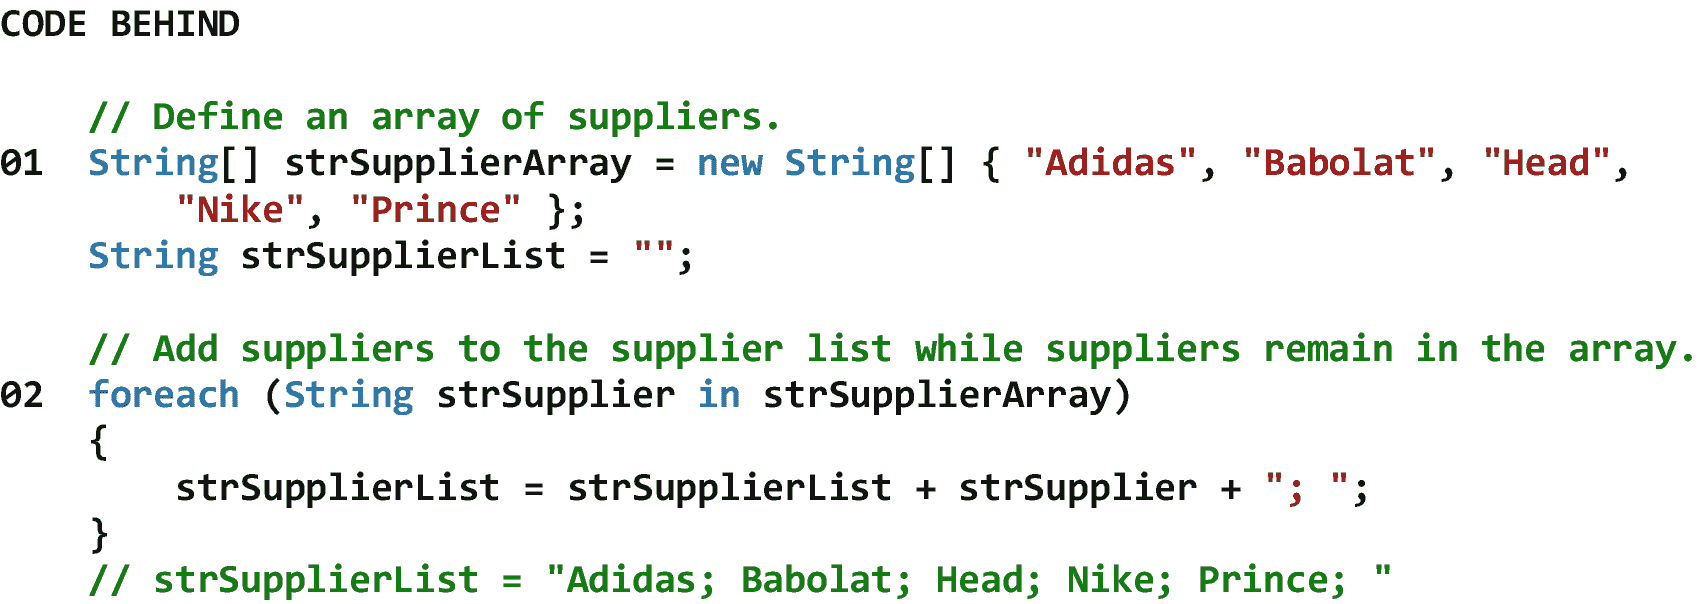 CODE BEHIND
// Define an array of suppliers.
01 String[] strSupplierArray = new String[] { "Adidas", "Babolat", "Head",
"Nike", "Prince" };
String strSupplierList = "";
// Add suppliers to the supplier list while suppliers remain in the array.
02 foreach (String strSupplier in strSupplierArray)
{
strSupplierList = strSupplierList + strSupplier + "; ";
}
// strSupplierList = "Adidas; Babolat; Head; Nike; Prince; "